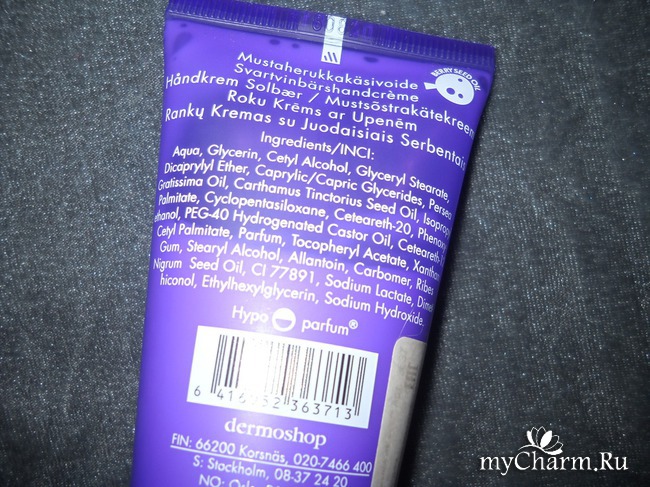 Mustaherukkakäsivoide
Svartvinbärshandcrème
Håndkrem Solbær / Mustsõstrakätekreem
Roku Krēms ar Upenēm
Rankų Kremas su Juodaisiais Serbentais
BERRY SEED OIL
Ingredients/INCI:
Aqua, Glycerin, Cetyl Alcohol, Glyceryl Stearate,
Dicaprylyl Ether, Caprylic/Capric Glycerides, Persea
Gratissima Oil, Carthamus Tinctorius Seed Oil, Isopropyl
Palmitate, Cyclopentasiloxane, Ceteareth-20, Phenoxy-
ethanol, PEG-40 Hydrogenated Castor Oil, Ceteareth-
Cetyl Palmitate, Parfum, Tocopheryl Acetate, Xanthan
Gum, Stearyl Alcohol, Allantoin, Carbomer, Ribes
Nigrum Seed Oil, CI 77891, Sodium Lactate, Dimet
hiconol, Ethylhexylglycerin, Sodium Hydroxide.
Hypo parfum®
6 416232 363713
dermoshop
FIN: 66200 Korsnäs, 020-7466 400
S: Stockholm, 08-37 24 20
NO: Oslo
myCharm.Ru